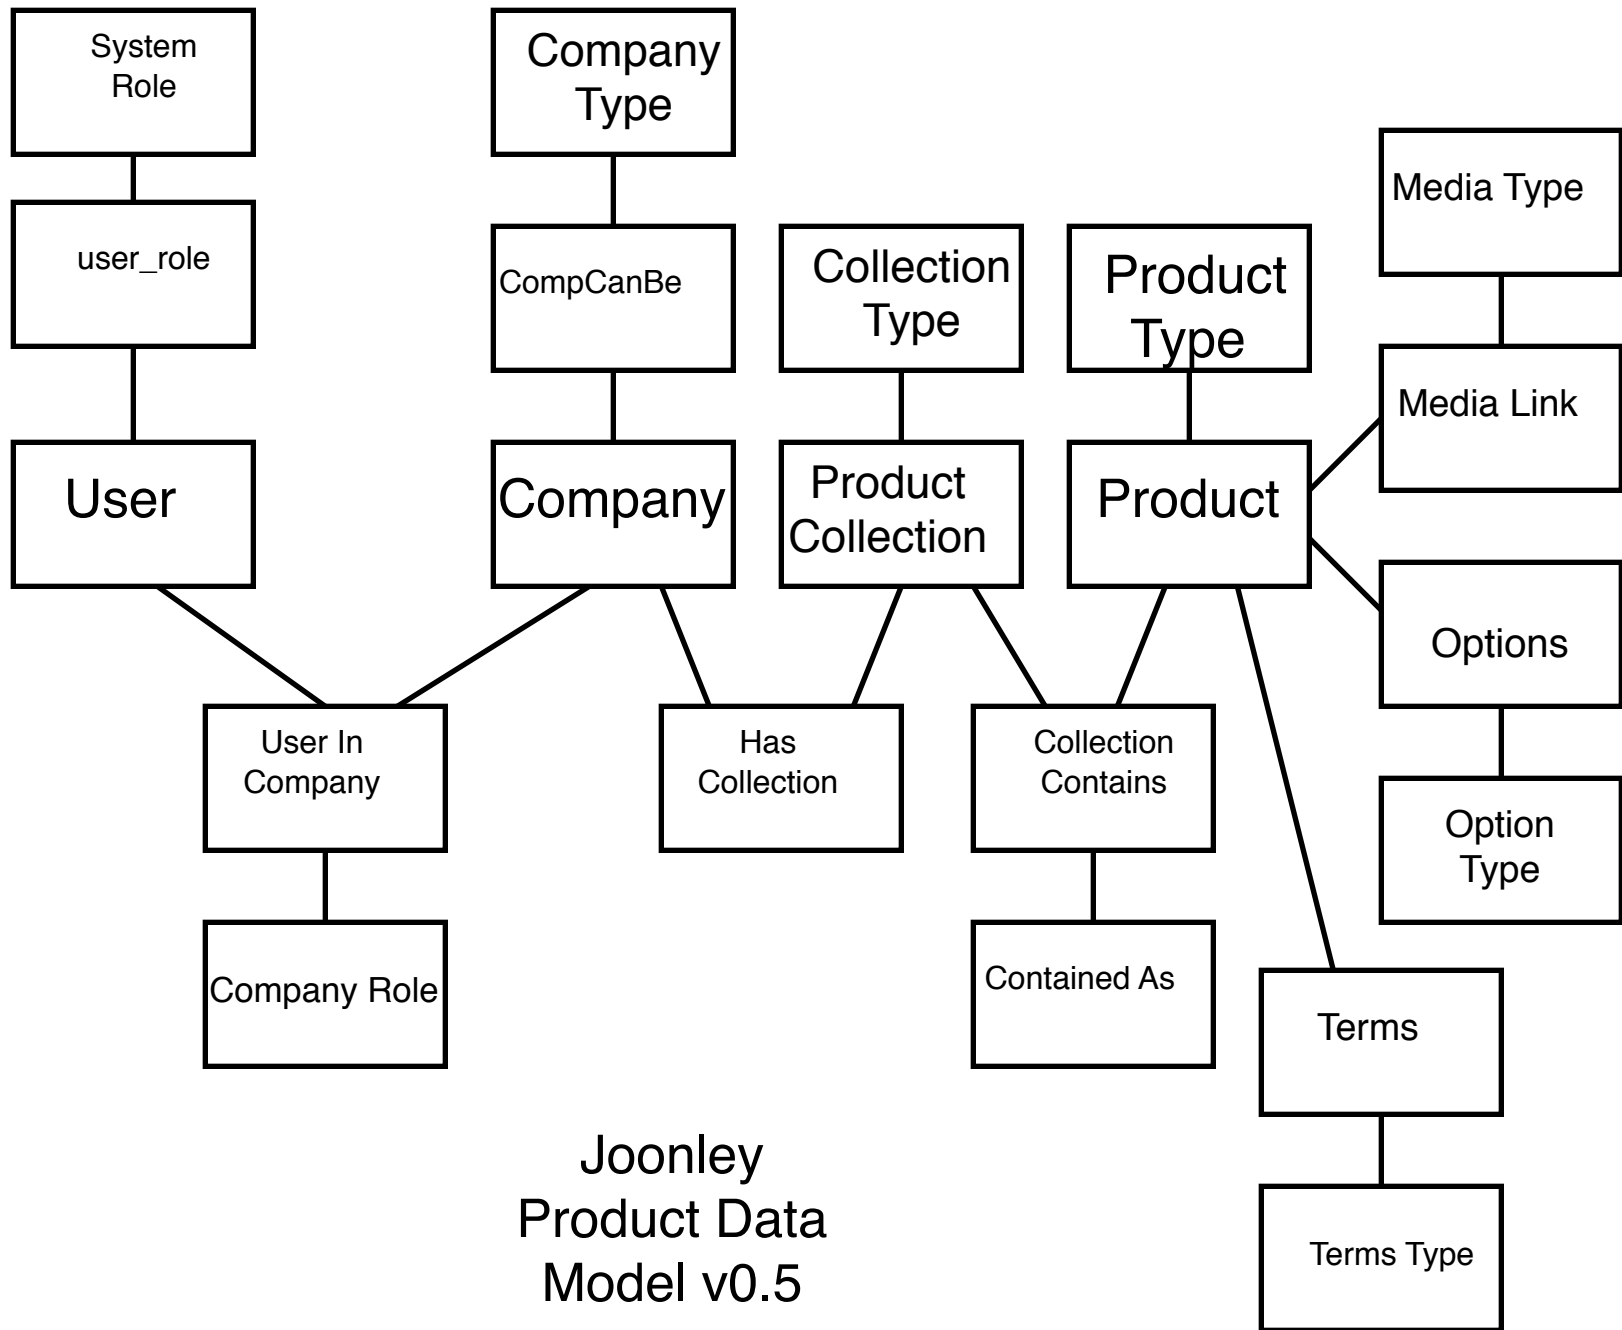 System
Role
Company
Type
Media Type
user_role
CompCanBe
Collection
Type
Product
Type
Media Link
User
Company
Product
Collection
Product
Options
User In
Company
Has
Collection
Collection
Contains
Option
Type
Company Role
Contained As
Terms
Joonley
Product Data
Model v0.5
Terms Type